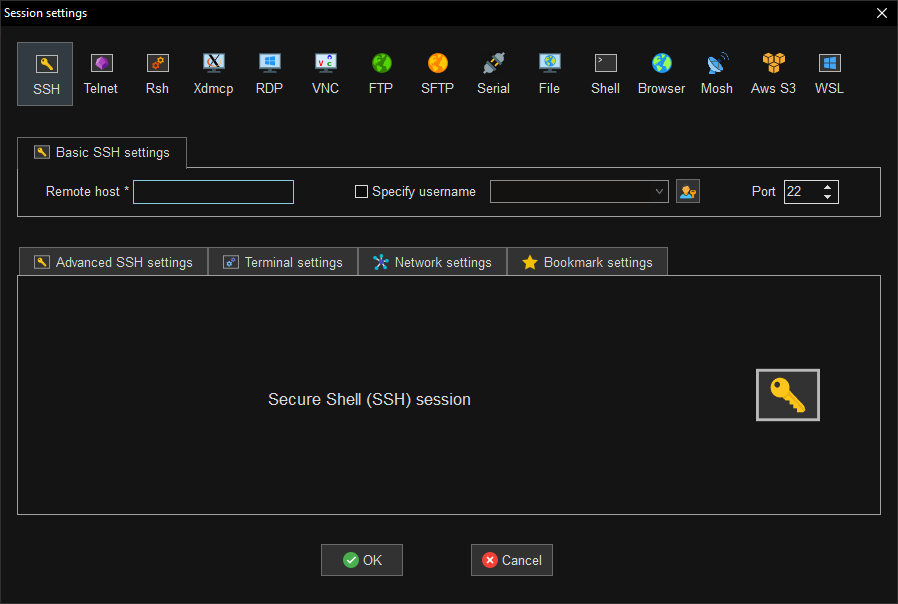 Session settings
SSH Telnet Rsh Xdmcp RDP VNC FTP SFTP Serial File Shell Browser Mosh Aws S3 WSL
Basic SSH settings
Remote host * Specify username Port 22
Advanced SSH settings Terminal settings Network settings Bookmark settings
Secure Shell (SSH) session
OK Cancel